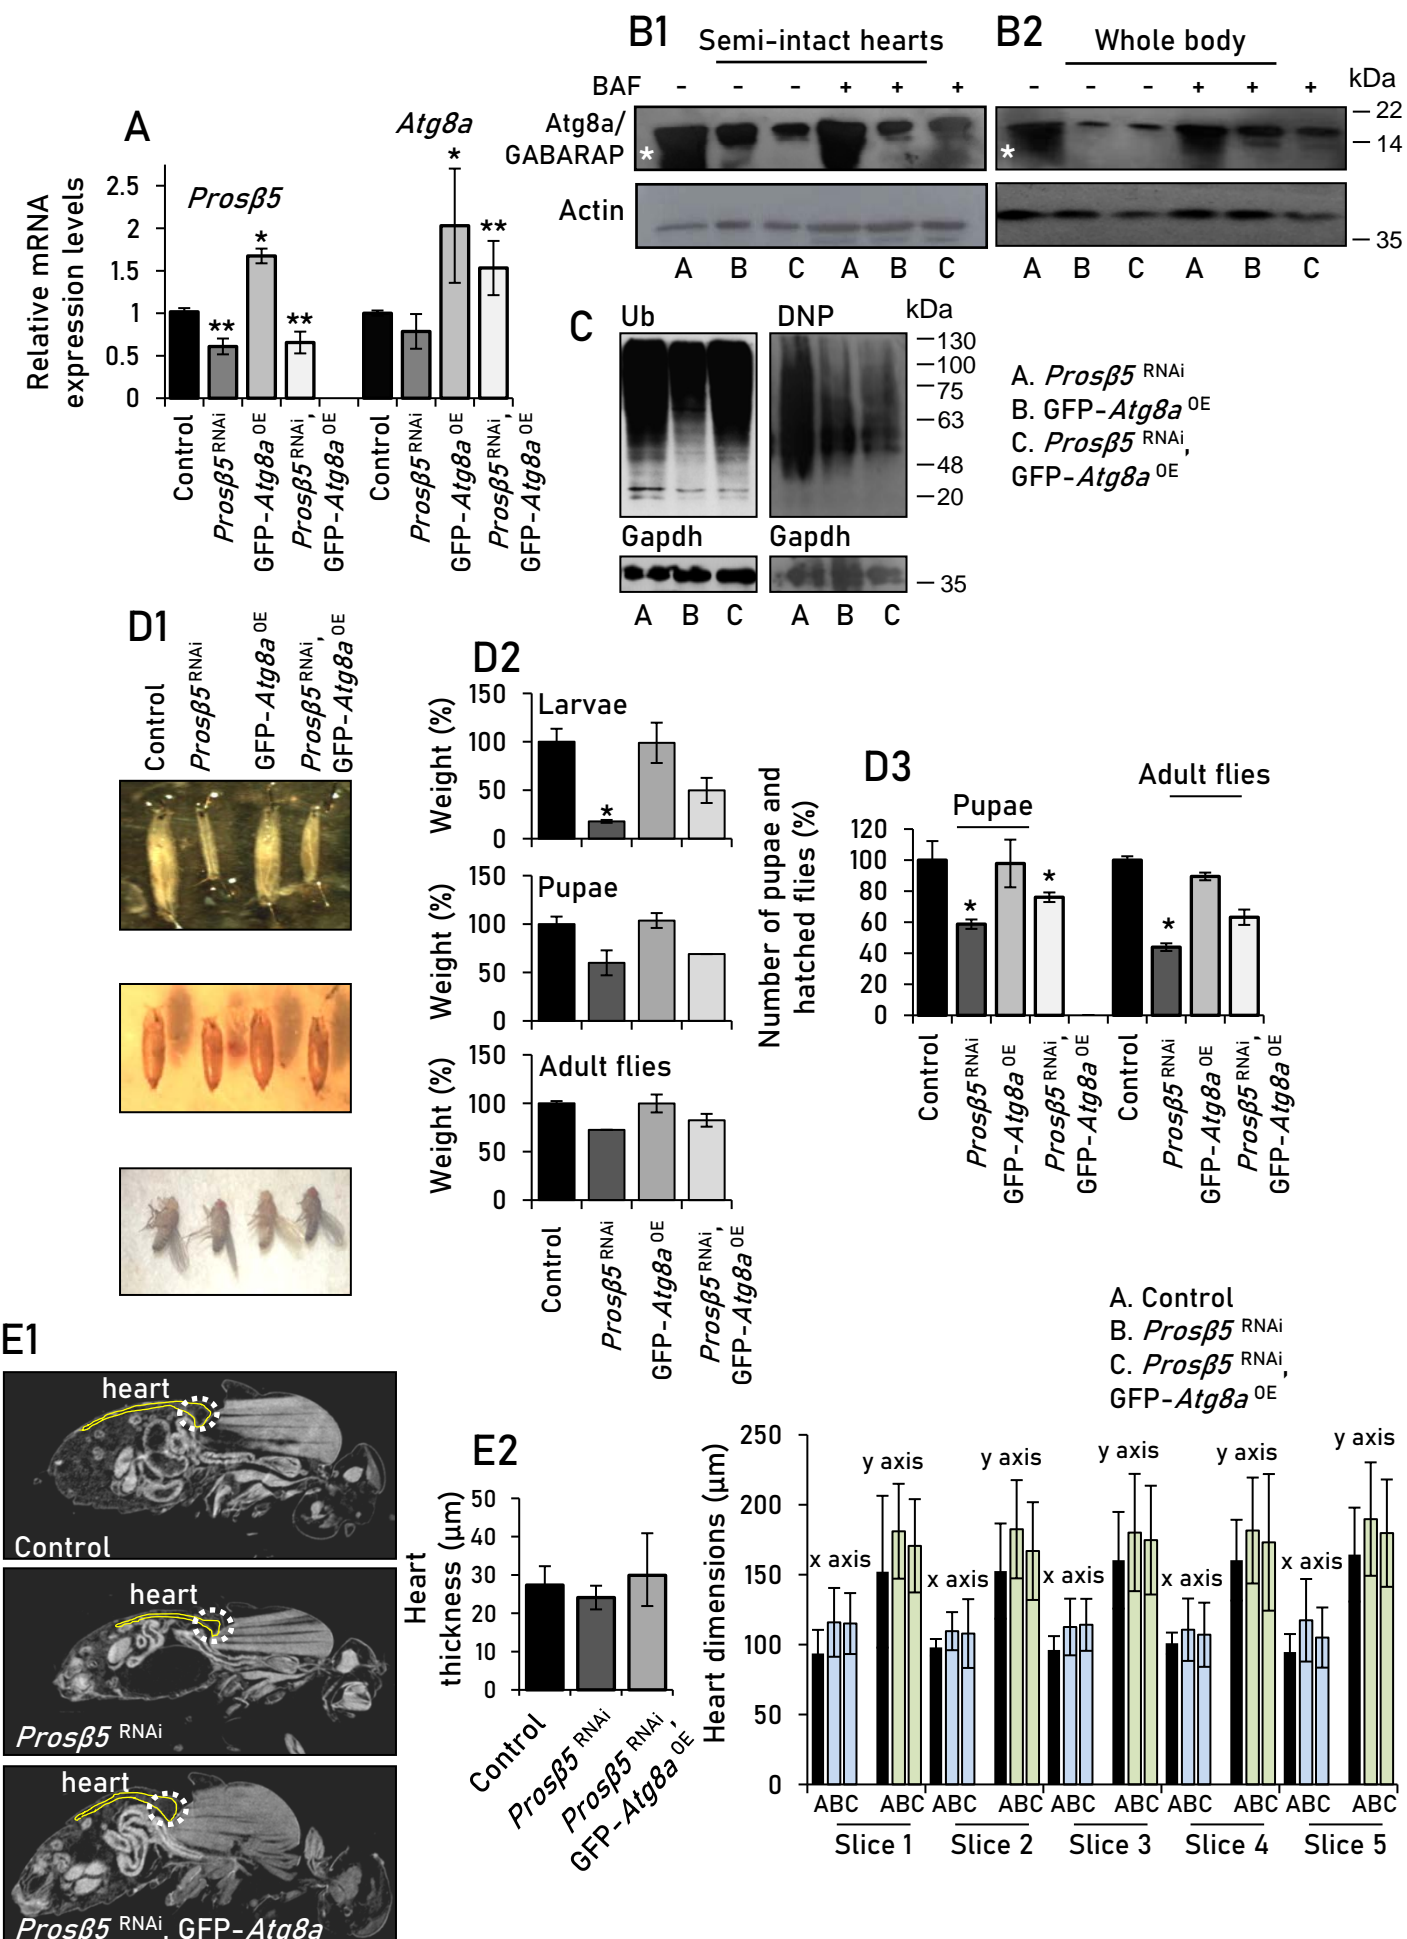 A
Relative mRNA
expression levels
2.5
2
1.5
1
0.5
0
Prosβ5
Atg8a
**
*
**
*
**
Control
Prosβ5 RNAi
GFP-Atg8a OE
Prosβ5 RNAi,
GFP-Atg8a OE
Control
Prosβ5 RNAi
GFP-Atg8a OE
Prosβ5 RNAi,
GFP-Atg8a OE
B1 Semi-intact hearts
B2 Whole body
BAF - - - + + + - - - + + + kDa
Atg8a/
GABARAP
*
*
22
14
Actin
35
A B C A B C A B C A B C
C
Ub
DNP
kDa
130
100
75
63
48
20
Gapdh
Gapdh
35
A B C A B C
A. Prosβ5 RNAi
B. GFP-Atg8a OE
C. Prosβ5 RNAi,
GFP-Atg8a OE
D1
Control
Prosβ5 RNAi
GFP-Atg8a OE
Prosβ5 RNAi,
GFP-Atg8a OE
D2
Weight (%)
150
100
50
0
Larvae
*
Weight (%)
150
100
50
0
Pupae
Weight (%)
150
100
50
0
Adult flies
Control
Prosβ5 RNAi
GFP-Atg8a OE
Prosβ5 RNAi,
GFP-Atg8a OE
D3
Number of pupae and
hatched flies (%)
120
100
80
60
40
20
0
Pupae
Adult flies
*
*
*
Control
Prosβ5 RNAi
GFP-Atg8a OE
Prosβ5 RNAi,
GFP-Atg8a OE
Control
Prosβ5 RNAi
GFP-Atg8a OE
Prosβ5 RNAi,
GFP-Atg8a OE
E1
heart
Control
heart
Prosβ5 RNAi
heart
Prosβ5 RNAi, GFP-Atg8a
E2
Heart
thickness (µm)
50
40
30
20
10
0
Control
Prosβ5 RNAi
Prosβ5 RNAi,
GFP-Atg8a OE
A. Control
B. Prosβ5 RNAi
C. Prosβ5 RNAi,
GFP-Atg8a OE
Heart dimensions (µm)
250
200
150
100
50
0
x axis
y axis
x axis
y axis
x axis
y axis
x axis
y axis
x axis
y axis
ABC ABC ABC ABC ABC ABC ABC ABC ABC ABC
Slice 1 Slice 2 Slice 3 Slice 4 Slice 5